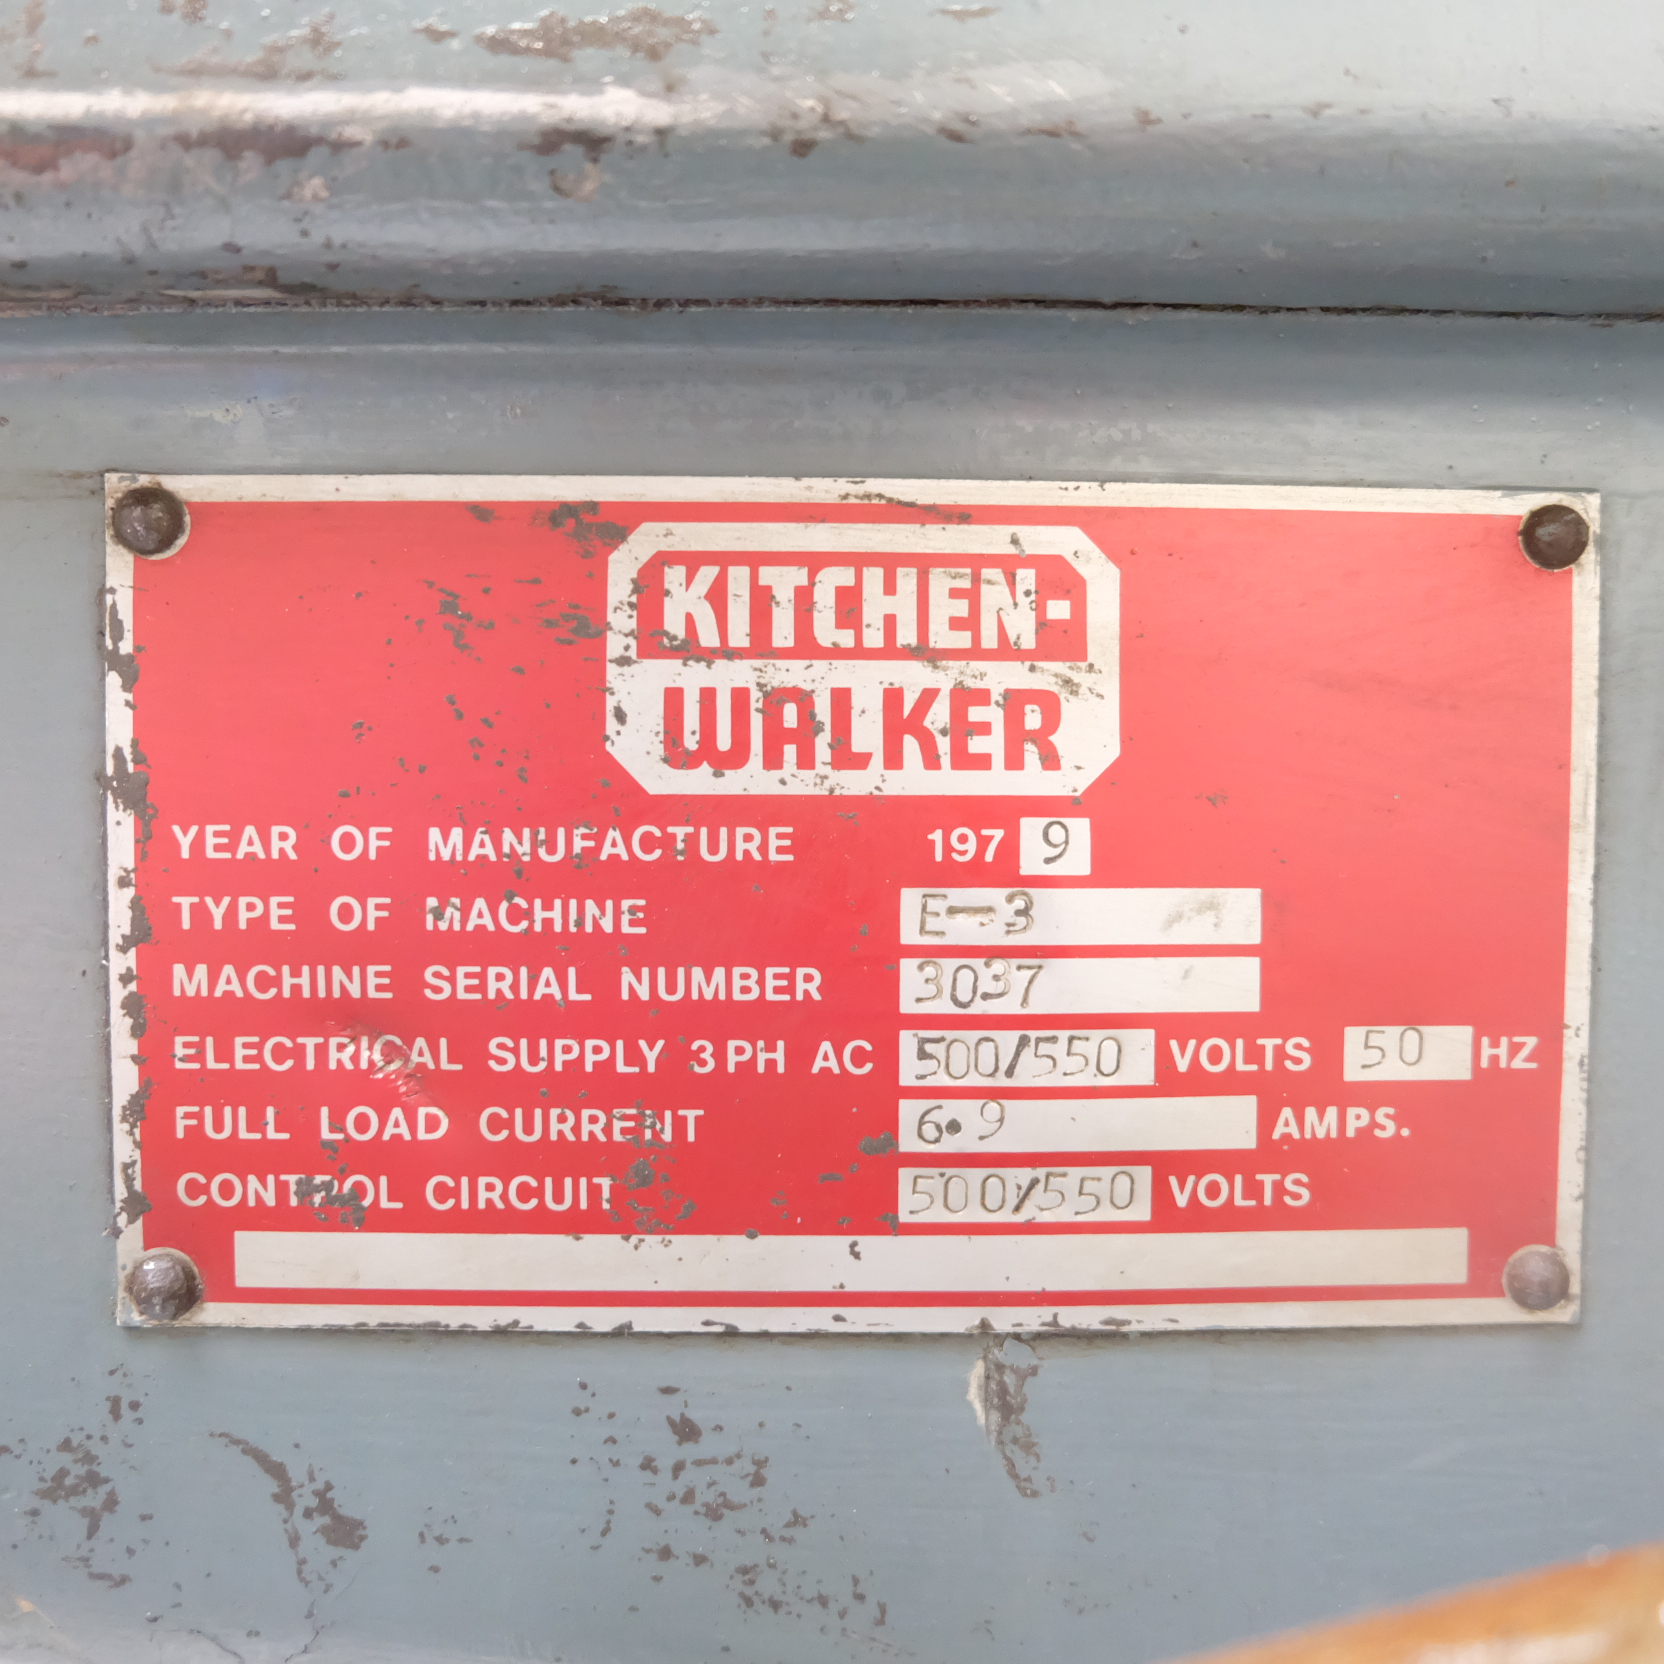 KITCHEN-
WALKER
YEAR OF MANUFACTURE 197 9
TYPE OF MACHINE E-3
MACHINE SERIAL NUMBER 3037
ELECTRICAL SUPPLY 3 PH AC 500/550 VOLTS 50 HZ
FULL LOAD CURRENT 6.9 AMPS.
CONTROL CIRCUIT 500/550 VOLTS